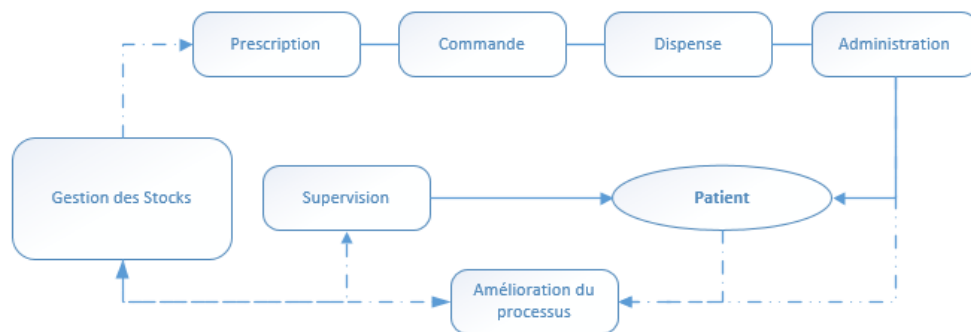 Prescription
Commande
Dispense
Administration
Gestion des Stocks
Supervision
Patient
Amélioration du
processus